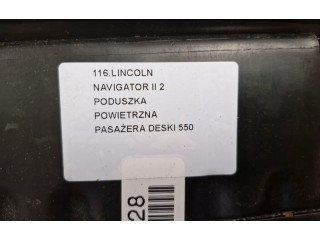 116.LINCOLN
NAVIGATOR II 2
PODUSZKA
POWIETRZNA
PASAŻERA DESKI 550
28